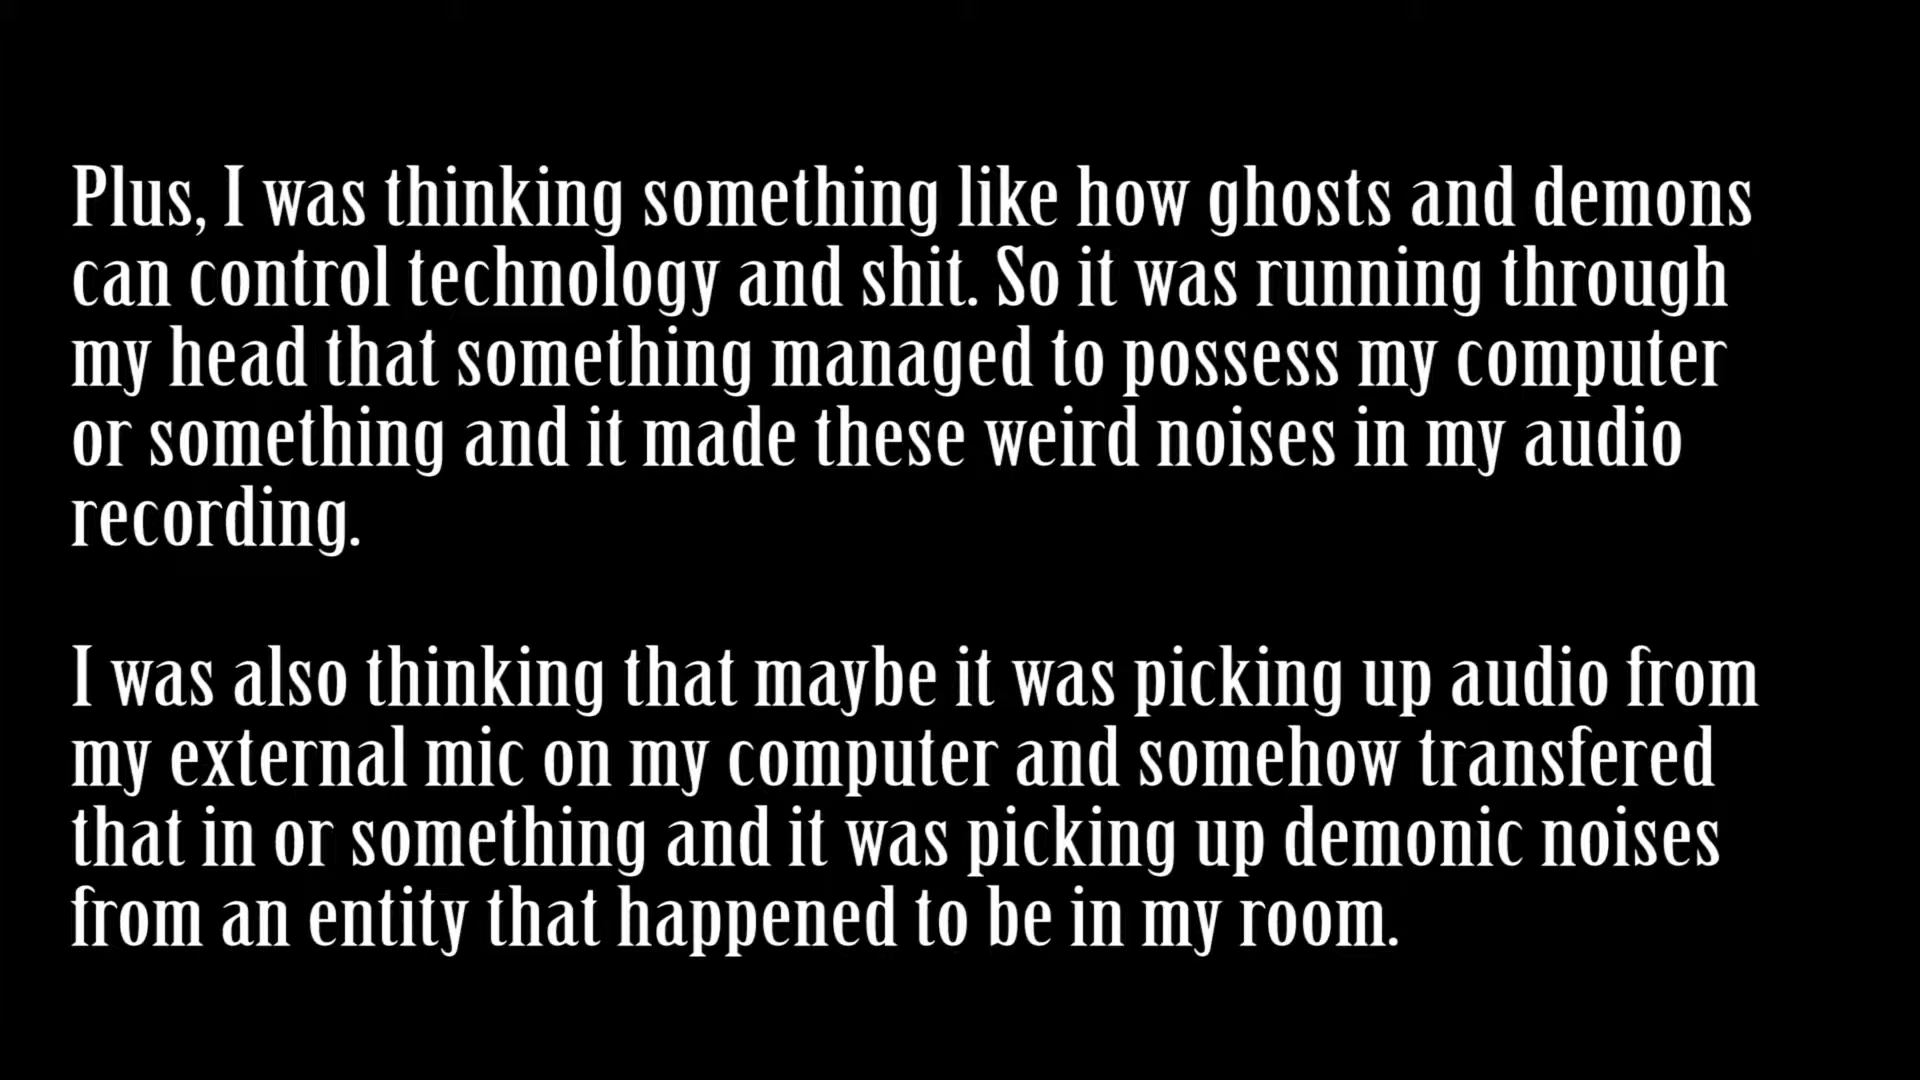 Plus, I was thinking something like how ghosts and demons
can control technology and shit. So it was running through
my head that something managed to possess my computer
or something and it made these weird noises in my audio
recording.
I was also thinking that maybe it was picking up audio from
my external mic on my computer and somehow transfered
that in or something and it was picking up demonic noises
from an entity that happened to be in my room.